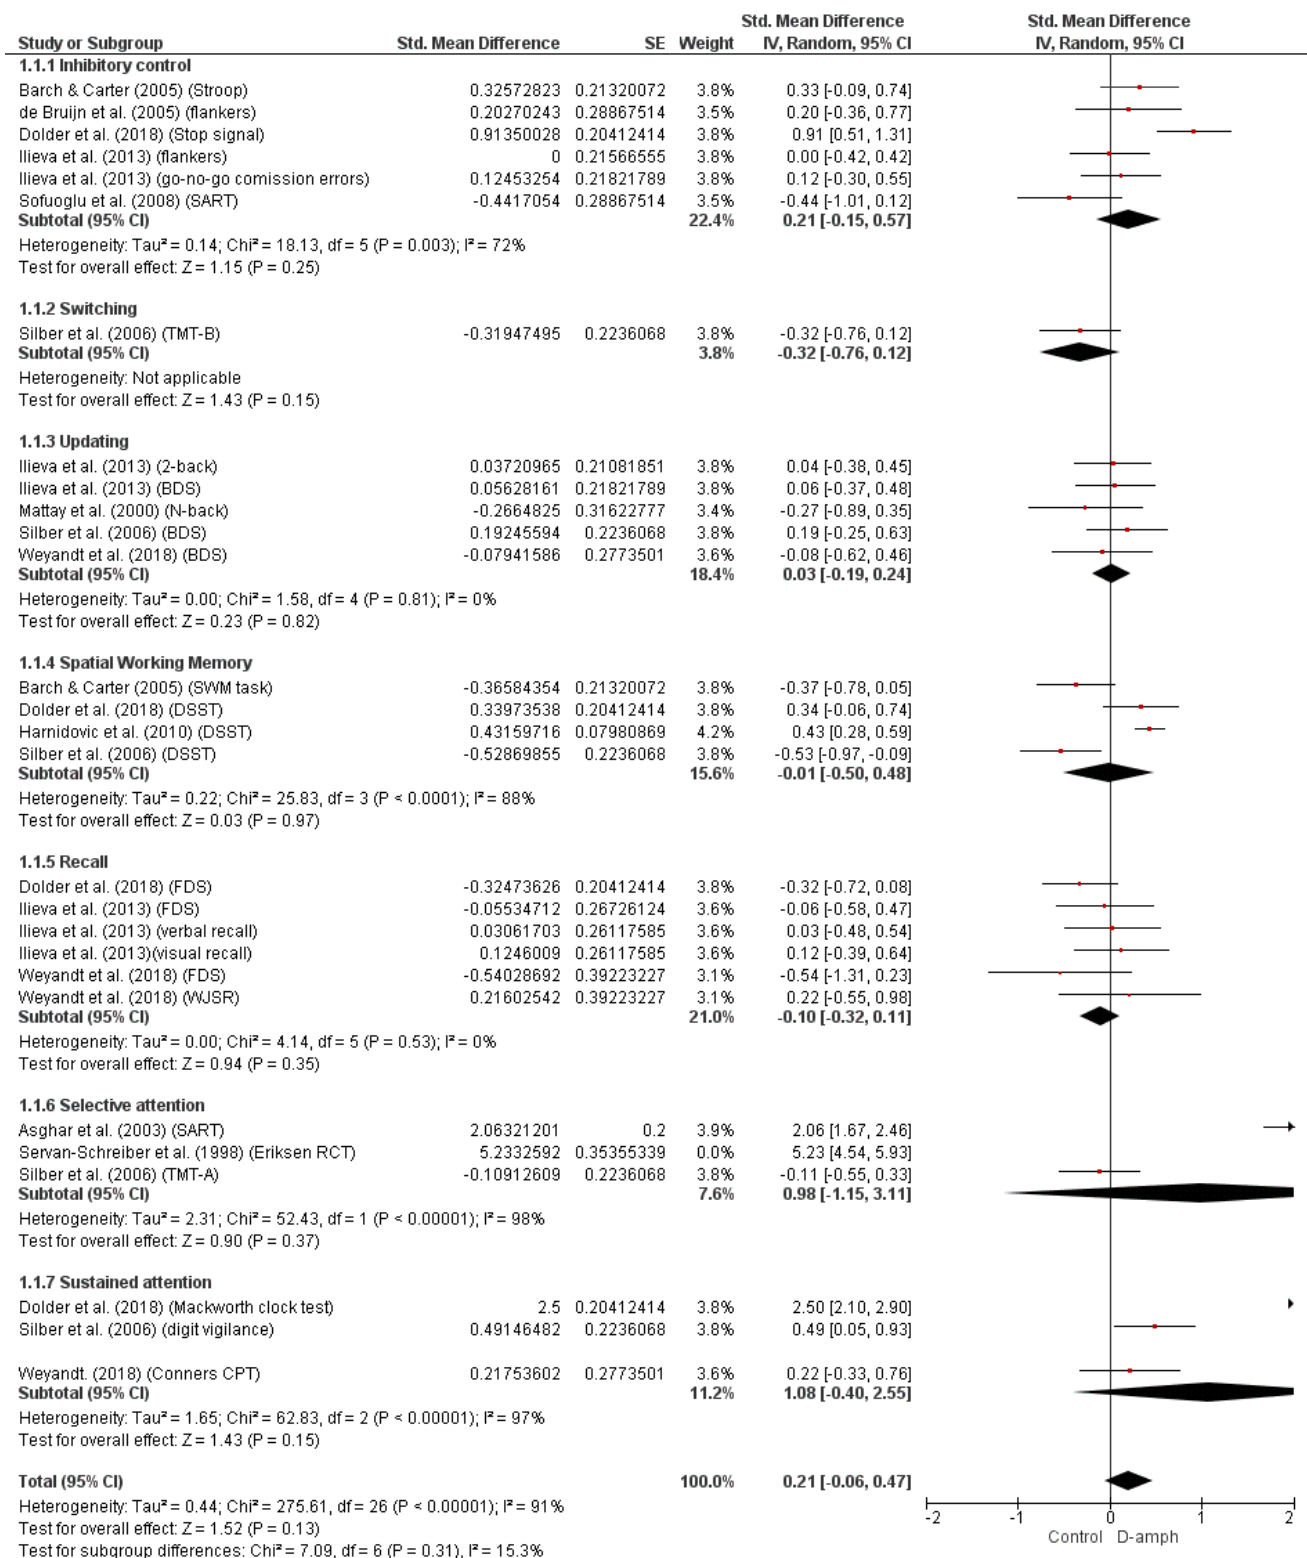 Std. Mean Difference Std. Mean Difference
Study or Subgroup Std. Mean Difference SE Weight IV, Random, 95% CI IV, Random, 95% CI
1.1.1 Inhibitory control
Barch & Carter (2005) (Stroop) 0.32572823 0.21320072 3.8% 0.33 [-0.09, 0.74]
de Bruijn et al. (2005) (flankers) 0.20270243 0.28867514 3.5% 0.20 [-0.36, 0.77]
Dolder et al. (2018) (Stop signal) 0.91350028 0.20412414 3.8% 0.91 [0.51, 1.31]
Ilieva et al. (2013) (flankers) 0 0.21566555 3.8% 0.00 [-0.42, 0.42]
Ilieva et al. (2013) (go-no-go comission errors) 0.12453254 0.21821789 3.8% 0.12 [-0.30, 0.55]
Sofuoglu et al. (2008) (SART) -0.4417054 0.28867514 3.5% -0.44 [-1.01, 0.12]
Subtotal (95% CI) 22.4% 0.21 [-0.15, 0.57]
Heterogeneity: Tau² = 0.14; Chi² = 18.13, df = 5 (P = 0.003); I² = 72%
Test for overall effect: Z = 1.15 (P = 0.25)
1.1.2 Switching
Silber et al. (2006) (TMT-B) -0.31947495 0.2236068 3.8% -0.32 [-0.76, 0.12]
Subtotal (95% CI) 3.8% -0.32 [-0.76, 0.12]
Heterogeneity: Not applicable
Test for overall effect: Z = 1.43 (P = 0.15)
1.1.3 Updating
Ilieva et al. (2013) (2-back) 0.03720965 0.21081851 3.8% 0.04 [-0.38, 0.45]
Ilieva et al. (2013) (BDS) 0.05628161 0.21821789 3.8% 0.06 [-0.37, 0.48]
Mattay et al. (2000) (N-back) -0.2664825 0.31622777 3.4% -0.27 [-0.89, 0.35]
Silber et al. (2006) (BDS) 0.19245594 0.2236068 3.8% 0.19 [-0.25, 0.63]
Weyandt et al. (2018) (BDS) -0.07941586 0.2773501 3.6% -0.08 [-0.62, 0.46]
Subtotal (95% CI) 18.4% 0.03 [-0.19, 0.24]
Heterogeneity: Tau² = 0.00; Chi² = 1.58, df = 4 (P = 0.81); I² = 0%
Test for overall effect: Z = 0.23 (P = 0.82)
1.1.4 Spatial Working Memory
Barch & Carter (2005) (SWM task) -0.36584354 0.21320072 3.8% -0.37 [-0.78, 0.05]
Dolder et al. (2018) (DSST) 0.33973538 0.20412414 3.8% 0.34 [-0.06, 0.74]
Harnidovic et al. (2010) (DSST) 0.43159716 0.07980869 4.2% 0.43 [0.28, 0.59]
Silber et al. (2006) (DSST) -0.52869855 0.2236068 3.8% -0.53 [-0.97, -0.09]
Subtotal (95% CI) 15.6% -0.01 [-0.50, 0.48]
Heterogeneity: Tau² = 0.22; Chi² = 25.83, df = 3 (P < 0.0001); I² = 88%
Test for overall effect: Z = 0.03 (P = 0.97)
1.1.5 Recall
Dolder et al. (2018) (FDS) -0.32473626 0.20412414 3.8% -0.32 [-0.72, 0.08]
Ilieva et al. (2013) (FDS) -0.05534712 0.26726124 3.6% -0.06 [-0.58, 0.47]
Ilieva et al. (2013) (verbal recall) 0.03061703 0.26117585 3.6% 0.03 [-0.48, 0.54]
Ilieva et al. (2013)(visual recall) 0.1246009 0.26117585 3.6% 0.12 [-0.39, 0.64]
Weyandt et al. (2018) (FDS) -0.54028692 0.39223227 3.1% -0.54 [-1.31, 0.23]
Weyandt et al. (2018) (WJSR) 0.21602542 0.39223227 3.1% 0.22 [-0.55, 0.98]
Subtotal (95% CI) 21.0% -0.10 [-0.32, 0.11]
Heterogeneity: Tau² = 0.00; Chi² = 4.14, df = 5 (P = 0.53); I² = 0%
Test for overall effect: Z = 0.94 (P = 0.35)
1.1.6 Selective attention
Asghar et al. (2003) (SART) 2.06321201 0.2 3.9% 2.06 [1.67, 2.46]
Servan-Schreiber et al. (1998) (Eriksen RCT) 5.2332592 0.35355339 0.0% 5.23 [4.54, 5.93]
Silber et al. (2006) (TMT-A) -0.10912609 0.2236068 3.8% -0.11 [-0.55, 0.33]
Subtotal (95% CI) 7.6% 0.98 [-1.15, 3.11]
Heterogeneity: Tau² = 2.31; Chi² = 52.43, df = 1 (P < 0.00001); I² = 98%
Test for overall effect: Z = 0.90 (P = 0.37)
1.1.7 Sustained attention
Dolder et al. (2018) (Mackworth clock test) 2.5 0.20412414 3.8% 2.50 [2.10, 2.90]
Silber et al. (2006) (digit vigilance) 0.49146482 0.2236068 3.8% 0.49 [0.05, 0.93]
Weyandt. (2018) (Conners CPT) 0.21753602 0.2773501 3.6% 0.22 [-0.33, 0.76]
Subtotal (95% CI) 11.2% 1.08 [-0.40, 2.55]
Heterogeneity: Tau² = 1.65; Chi² = 62.83, df = 2 (P < 0.00001); I² = 97%
Test for overall effect: Z = 1.43 (P = 0.15)
Total (95% CI) 100.0% 0.21 [-0.06, 0.47]
Heterogeneity: Tau² = 0.44; Chi² = 275.61, df = 26 (P < 0.00001); I² = 91%
Test for overall effect: Z = 1.52 (P = 0.13)
Test for subgroup differences: Chi² = 7.09, df = 6 (P = 0.31), I² = 15.3%
-2 -1 0 1 2
Control D-amph